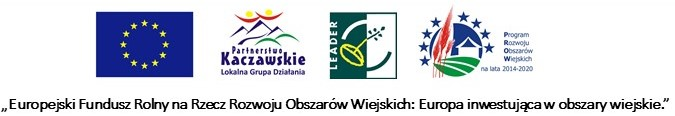 Partnerstwo
Kaczawskie
Lokalna Grupa Działania
LEADER
Program
Rozwoju
Obszarów
Wiejskich
na lata 2014-2020
„Europejski Fundusz Rolny na Rzecz Rozwoju Obszarów Wiejskich: Europa inwestująca w obszary wiejskie.”